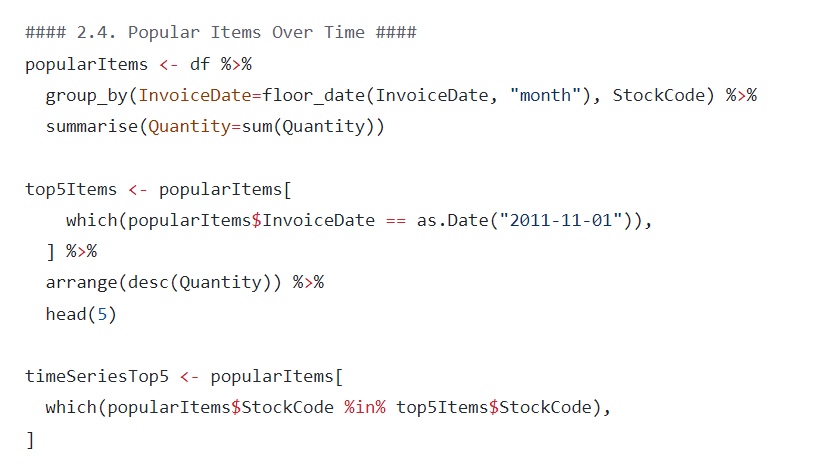 #### 2.4. Popular Items Over Time ####
popularItems <- df %>%
  group_by(InvoiceDate=floor_date(InvoiceDate, "month"), StockCode) %>%
  summarise(Quantity=sum(Quantity))

top5Items <- popularItems[
    which(popularItems$InvoiceDate == as.Date("2011-11-01")),
  ] %>%
  arrange(desc(Quantity)) %>%
  head(5)

timeSeriesTop5 <- popularItems[
  which(popularItems$StockCode %in% top5Items$StockCode),
]